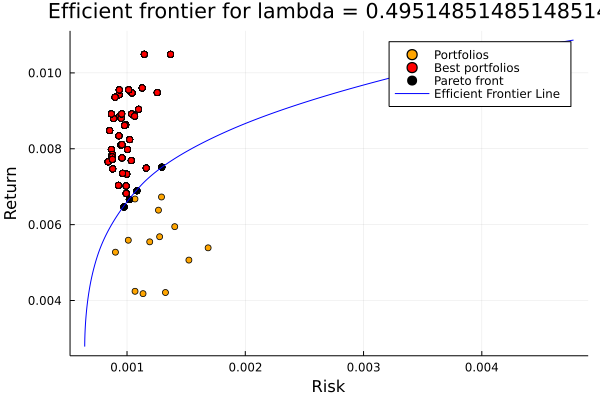 Efficient frontier for lambda = 0.49514851485148514
0.010
0.008
0.006
0.004
Return
Portfolios
Best portfolios
Pareto front
Efficient Frontier Line
0.001
0.002
0.003
0.004
Risk